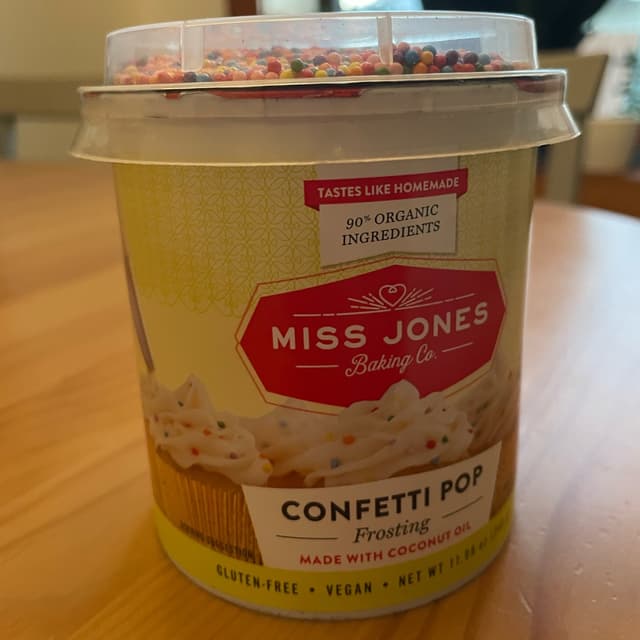 TASTES LIKE HOMEMADE
90% ORGANIC
INGREDIENTS
MISS JONES
Baking Co.
CONFETTI POP
Frosting
MADE WITH COCONUT OIL
GLUTEN-FREE • VEGAN • NET WT